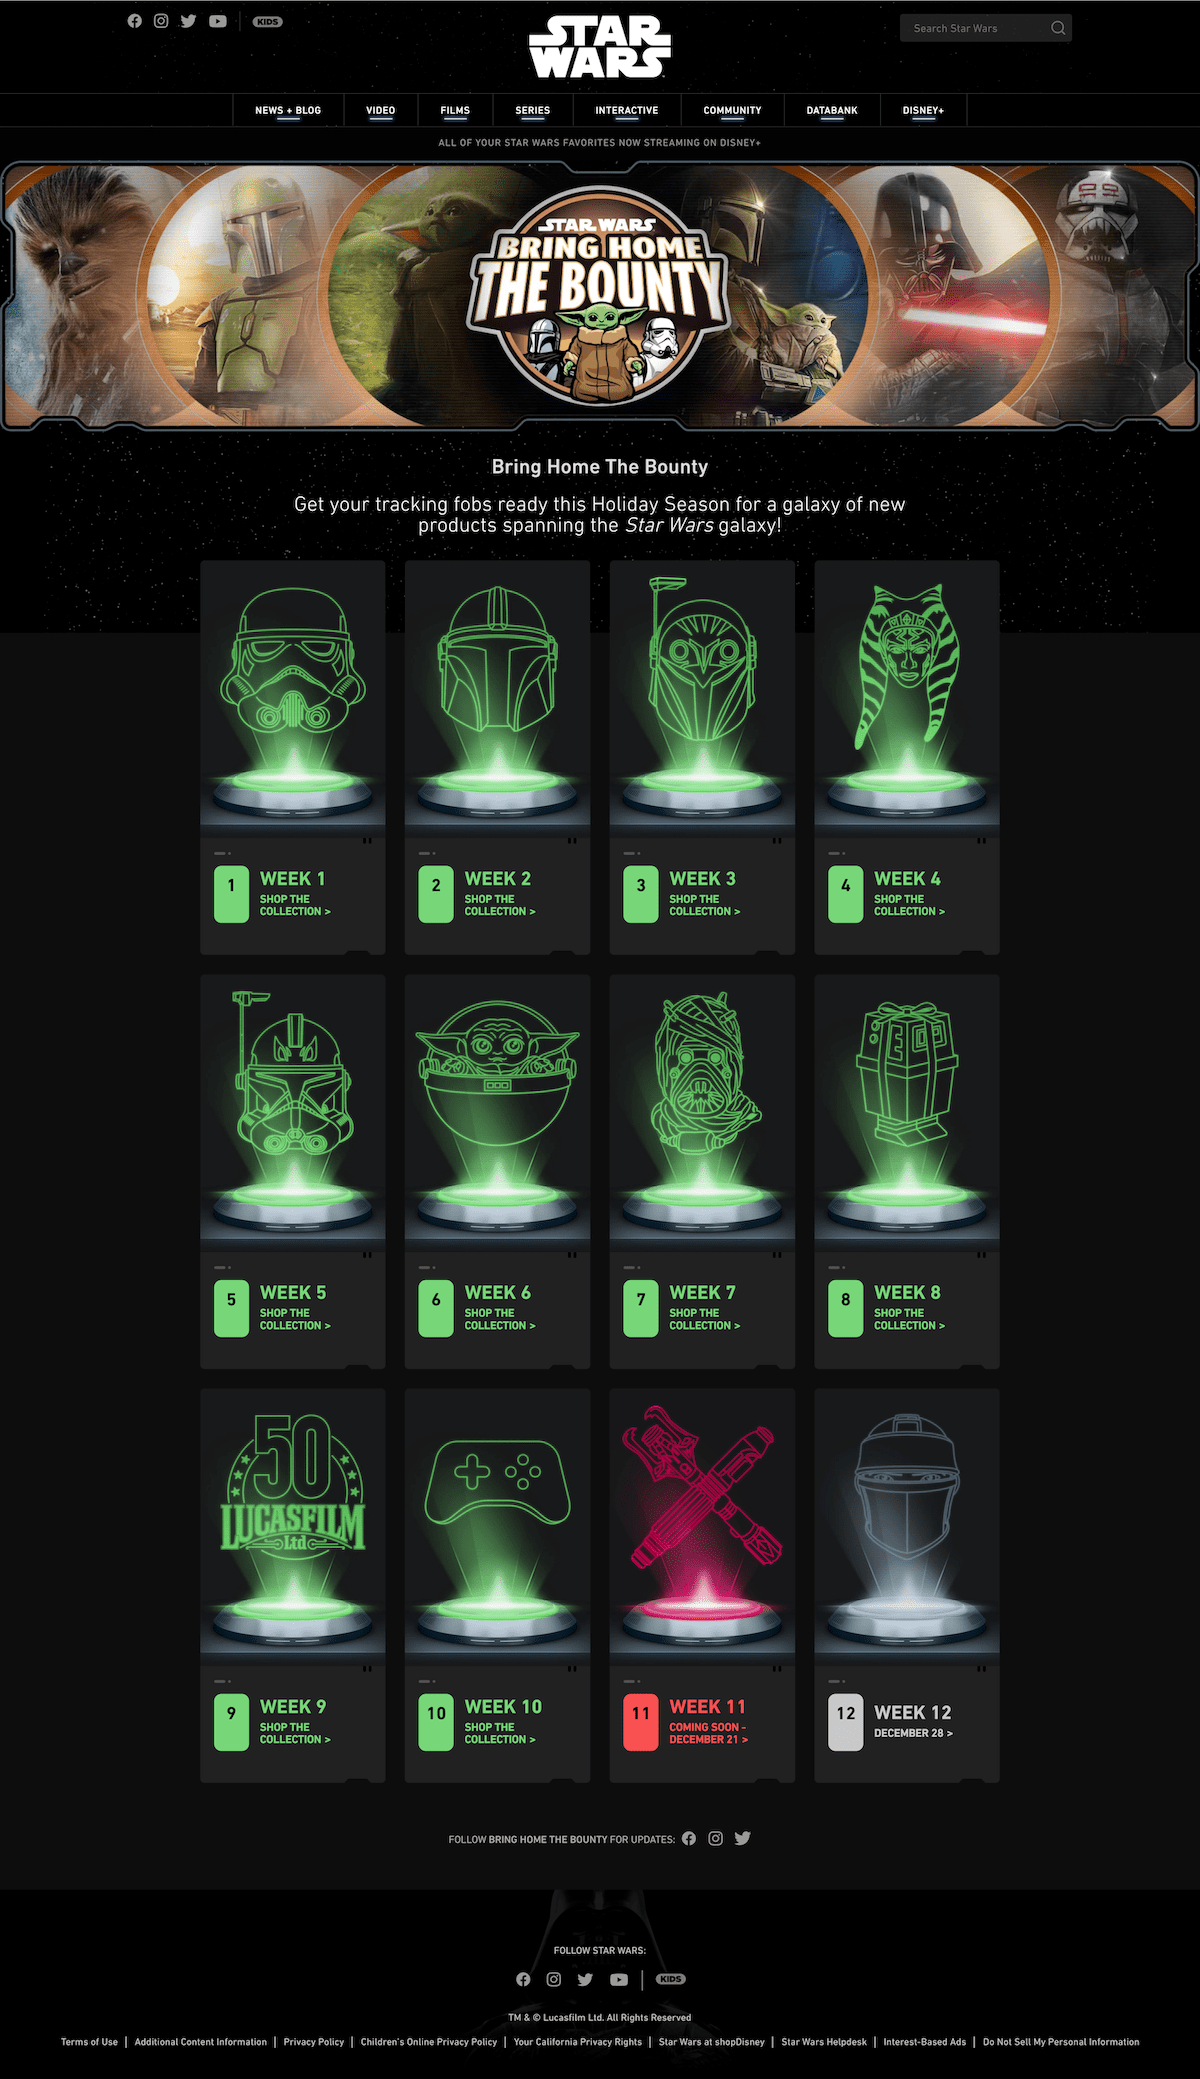 KIDS
STAR
WARS
Search Star Wars
NEWS + BLOG
VIDEO
FILMS
SERIES
INTERACTIVE
COMMUNITY
DATABANK
DISNEY+
ALL OF YOUR STAR WARS FAVORITES NOW STREAMING ON DISNEY+
STAR WARS
BRING HOME
THE BOUNTY
Bring Home The Bounty
Get your tracking fobs ready this Holiday Season for a galaxy of new
products spanning the Star Wars galaxy!
1
WEEK 1
SHOP THE
COLLECTION >
2
WEEK 2
SHOP THE
COLLECTION >
3
WEEK 3
SHOP THE
COLLECTION >
4
WEEK 4
SHOP THE
COLLECTION >
5
WEEK 5
SHOP THE
COLLECTION >
6
WEEK 6
SHOP THE
COLLECTION >
7
WEEK 7
SHOP THE
COLLECTION >
8
WEEK 8
SHOP THE
COLLECTION >
50
LUCASFILM
Ltd
9
WEEK 9
SHOP THE
COLLECTION >
10
WEEK 10
SHOP THE
COLLECTION >
11
WEEK 11
COMING SOON -
DECEMBER 21 >
12
WEEK 12
DECEMBER 28 >
FOLLOW BRING HOME THE BOUNTY FOR UPDATES:
FOLLOW STAR WARS:
KIDS
TM & © Lucasfilm Ltd. All Rights Reserved
Terms of Use | Additional Content Information | Privacy Policy | Children's Online Privacy Policy | Your California Privacy Rights | Star Wars at shopDisney | Star Wars Helpdesk | Interest-Based Ads | Do Not Sell My Personal Information